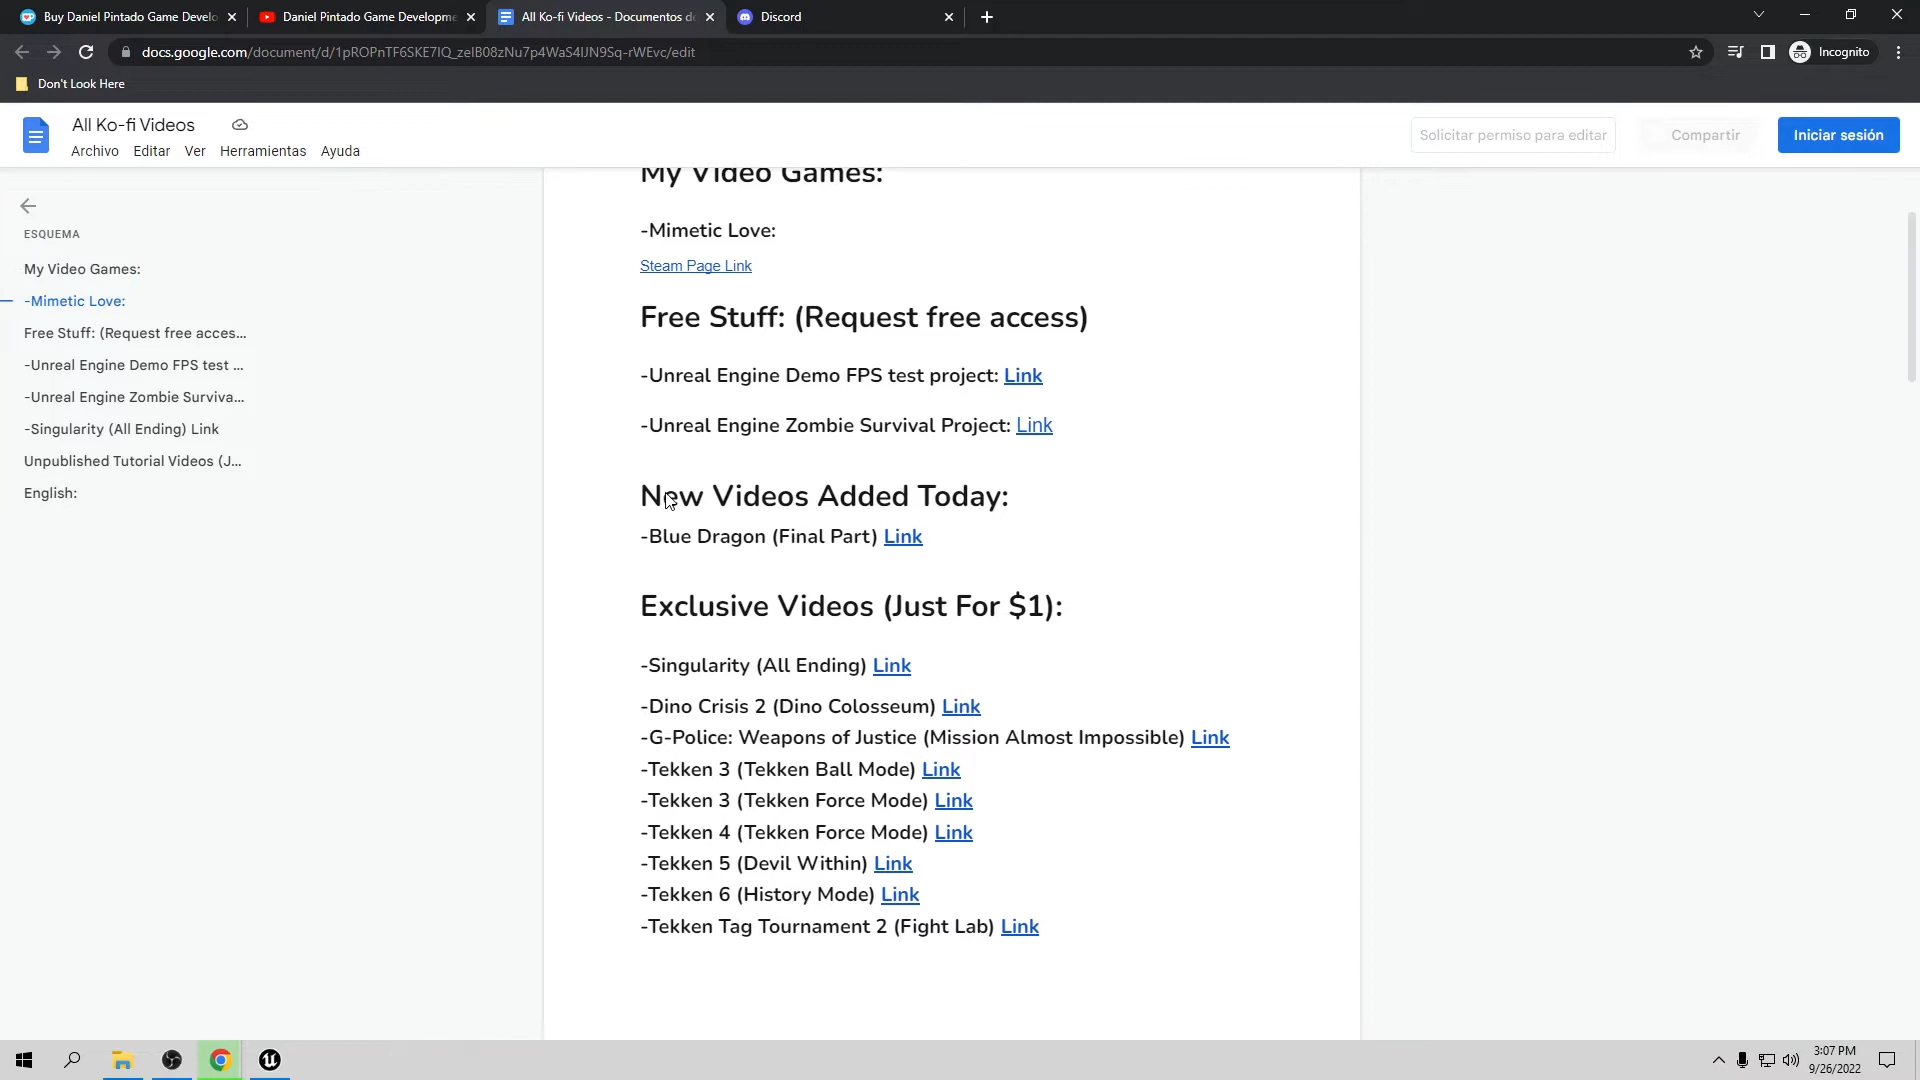 Buy Daniel Pintado Game Develo
Daniel Pintado Game Developme
All Ko-fi Videos - Documentos de
Discord
docs.google.com/document/d/1pROPnTF6SKE7IQ_zelB08zNu7p4WaS4lJN9Sq-rWEvc/edit
Incognito
Don't Look Here
All Ko-fi Videos
Archivo Editar Ver Herramientas Ayuda
Solicitar permiso para editar
Compartir
Iniciar sesión
ESQUEMA
My Video Games:
-Mimetic Love:
Free Stuff: (Request free acces...
-Unreal Engine Demo FPS test ...
-Unreal Engine Zombie Surviva...
-Singularity (All Ending) Link
Unpublished Tutorial Videos (J...
English:
My Video Games:
-Mimetic Love:
Steam Page Link
Free Stuff: (Request free access)
-Unreal Engine Demo FPS test project: Link
-Unreal Engine Zombie Survival Project: Link
New Videos Added Today:
-Blue Dragon (Final Part) Link
Exclusive Videos (Just For $1):
-Singularity (All Ending) Link
-Dino Crisis 2 (Dino Colosseum) Link
-G-Police: Weapons of Justice (Mission Almost Impossible) Link
-Tekken 3 (Tekken Ball Mode) Link
-Tekken 3 (Tekken Force Mode) Link
-Tekken 4 (Tekken Force Mode) Link
-Tekken 5 (Devil Within) Link
-Tekken 6 (History Mode) Link
-Tekken Tag Tournament 2 (Fight Lab) Link
3:07 PM
9/26/2022